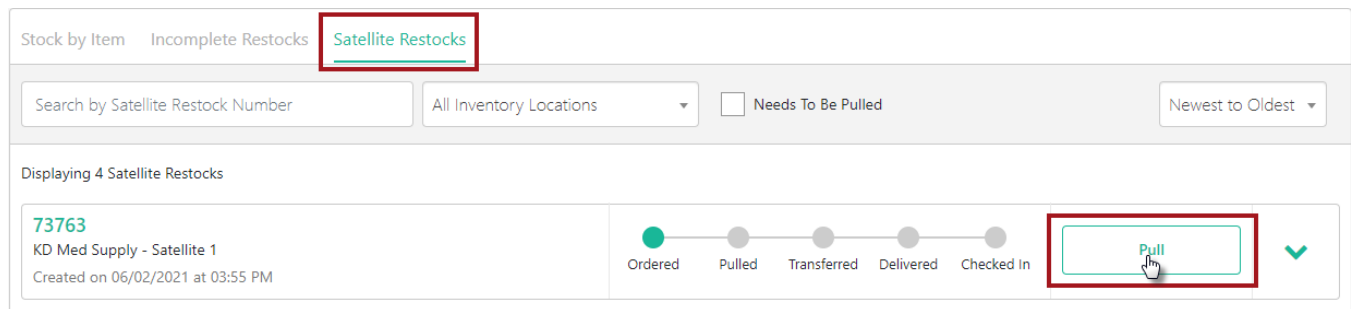 Stock by Item Incomplete Restocks Satellite Restocks
Search by Satellite Restock Number All Inventory Locations Needs To Be Pulled Newest to Oldest
Displaying 4 Satellite Restocks
73763
KD Med Supply - Satellite 1
Created on 06/02/2021 at 03:55 PM
Ordered Pulled Transferred Delivered Checked In
Pull